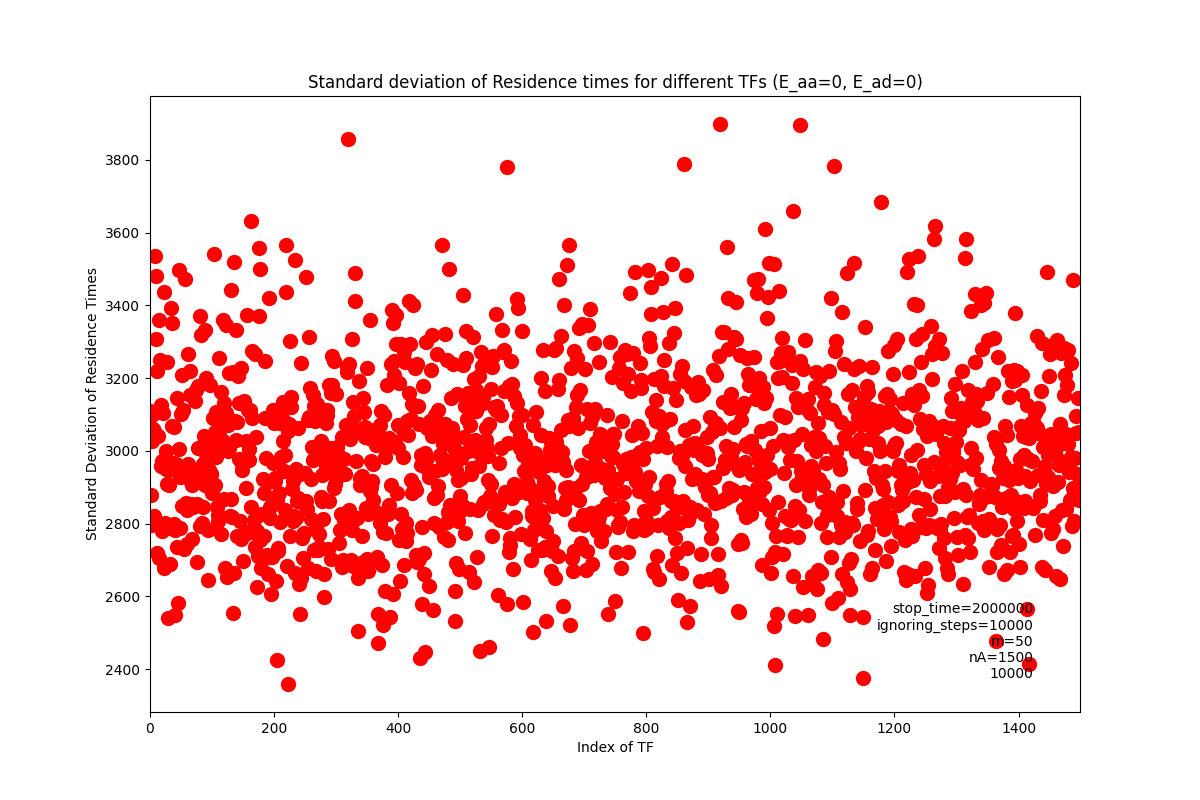 Standard deviation of Residence times for different TFs (E_aa=0, E_ad=0)
Standard Deviation of Residence Times
3800
3600
3400
3200
3000
2800
2600
2400
stop_time=2000000
ignoring_steps=10000
m=50
nA=1500
10000
0 200 400 600 800 1000 1200 1400
Index of TF